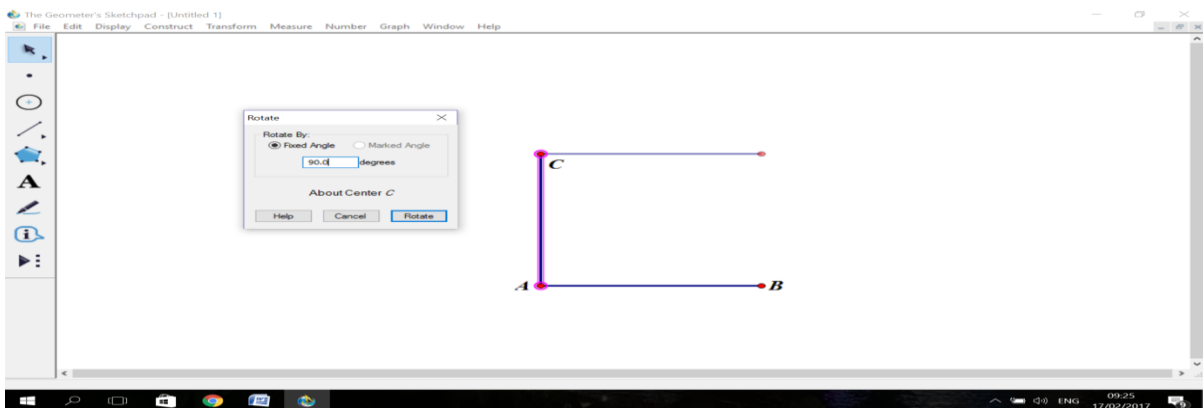 The Geometer's Sketchpad - [Untitled 1]
File Edit Display Construct Transform Measure Number Graph Window Help
A
Rotate
Rotate By:
Fixed Angle Marked Angle
90.0 degrees
About Center C
Help Cancel Rotate
C
A B
ENG 09:25
17/02/2017